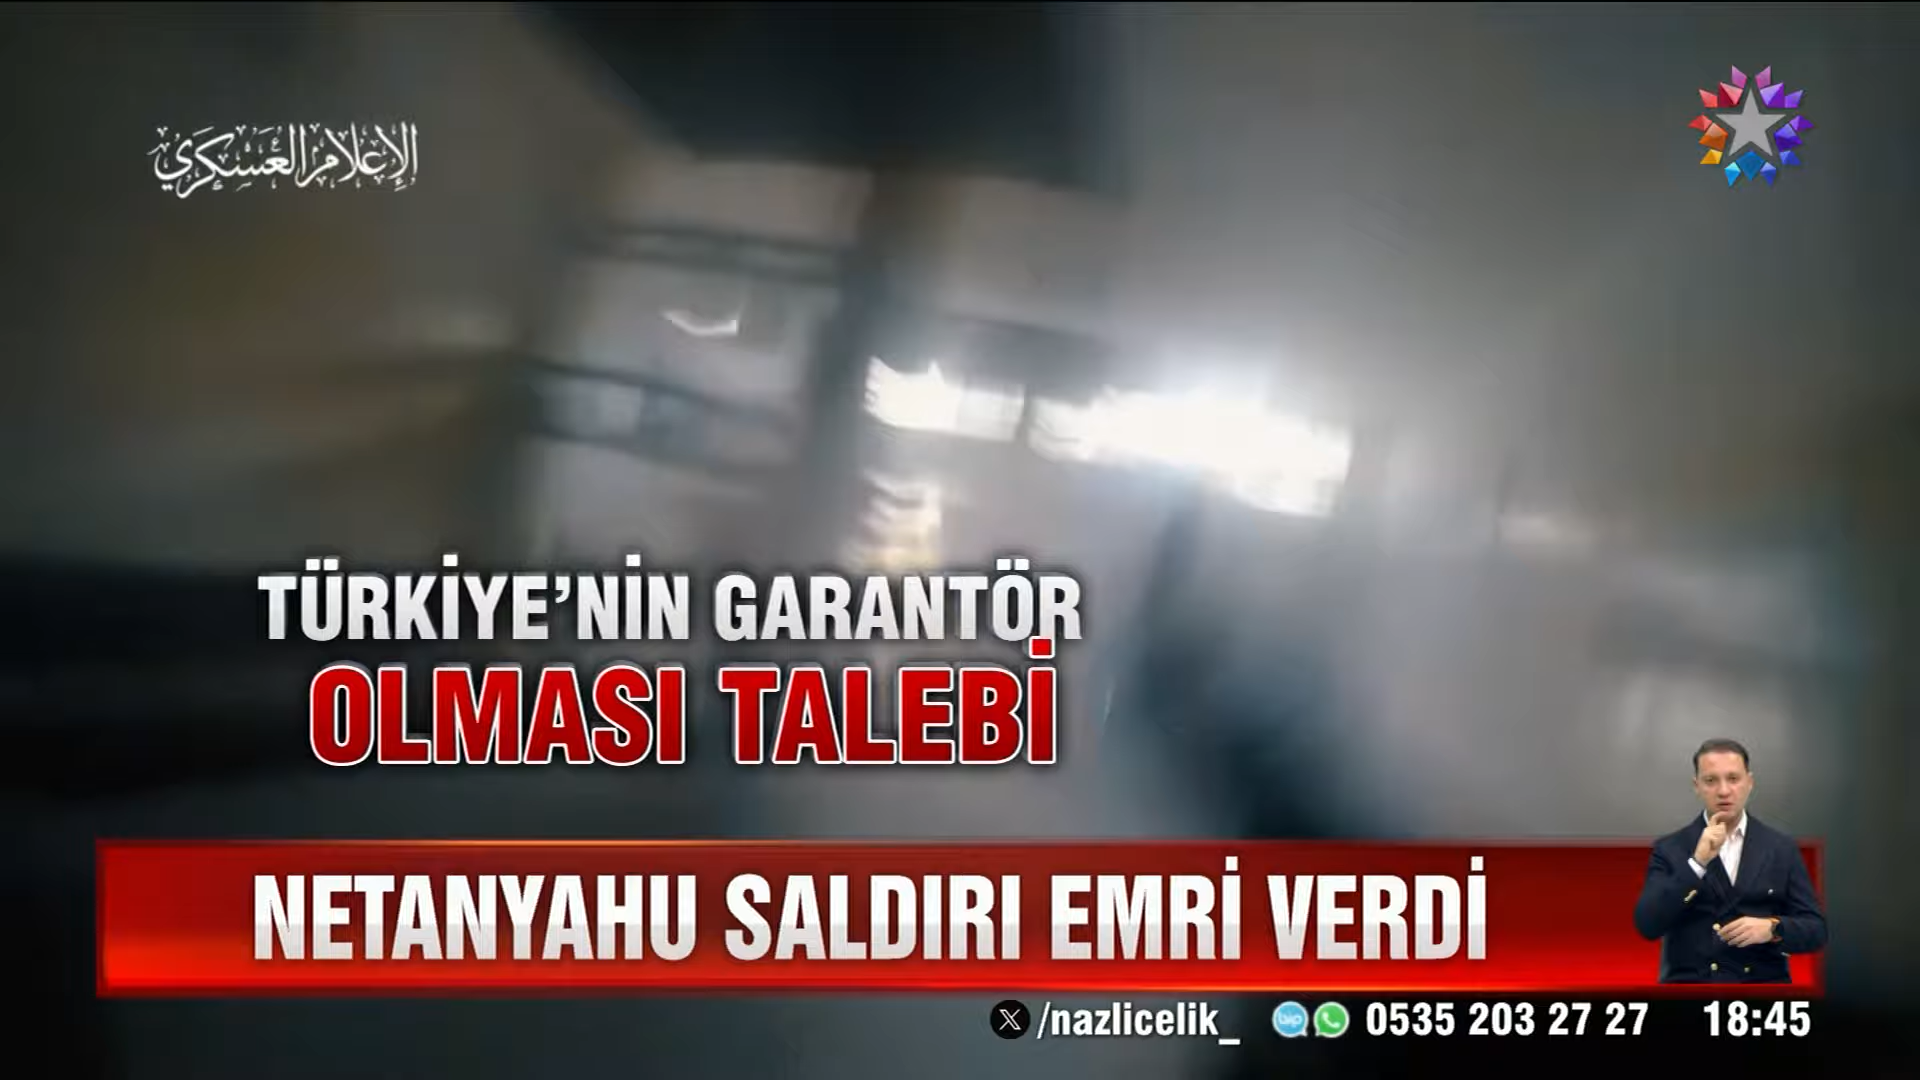 الإعلام العسكري
TÜRKİYE'NİN GARANTÖR
OLMASI TALEBİ
NETANYAHU SALDIRI EMRİ VERDİ
/nazlicelik_ bip 0535 203 27 27 18:45